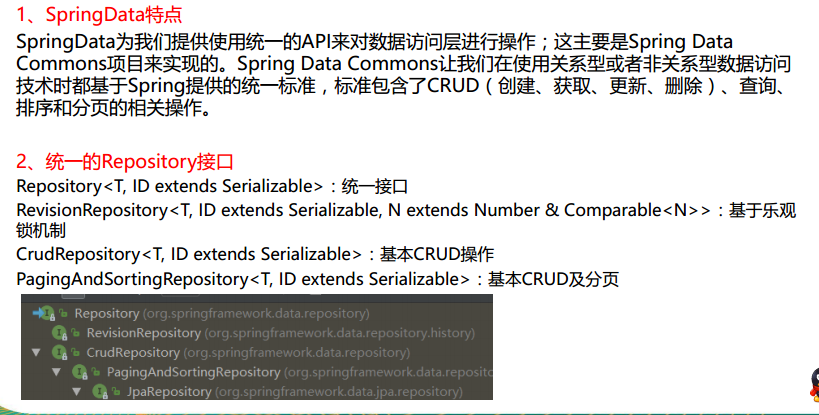 1、SpringData特点
SpringData为我们提供使用统一的API来对数据访问层进行操作；这主要是Spring Data
Commons项目来实现的。Spring Data Commons让我们在使用关系型或者非关系型数据访问
技术时都基于Spring提供的统一标准，标准包含了CRUD（创建、获取、更新、删除）、查询、
排序和分页的相关操作。
2、统一的Repository接口
Repository<T, ID extends Serializable>：统一接口
RevisionRepository<T, ID extends Serializable, N extends Number & Comparable<N>>：基于乐观
锁机制
CrudRepository<T, ID extends Serializable>：基本CRUD操作
PagingAndSortingRepository<T, ID extends Serializable>：基本CRUD及分页
Repository (org.springframework.data.repository)
RevisionRepository (org.springframework.data.repository.history)
CrudRepository (org.springframework.data.repository)
PagingAndSortingRepository (org.springframework.data.reposito
JpaRepository (org.springframework.data.jpa.repository)